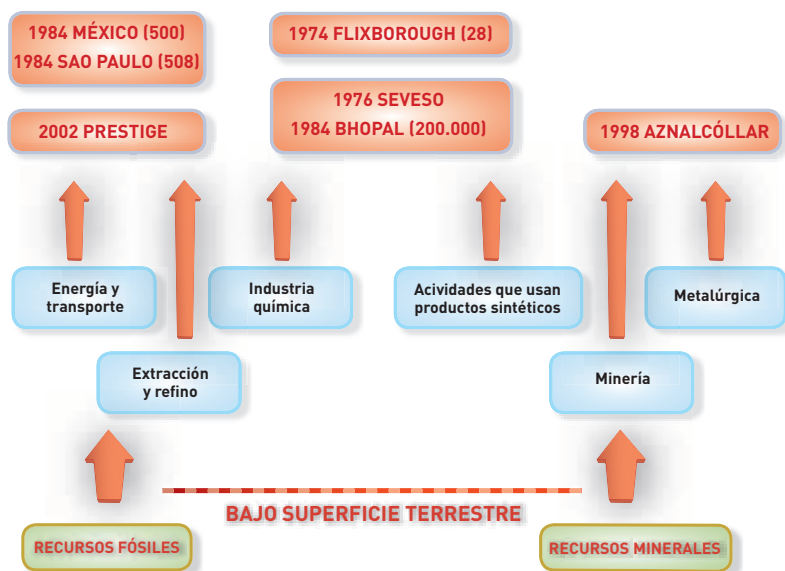 1984 MÉXICO (500)
1984 SAO PAULO (508)
1974 FLIXBOROUGH (28)
1976 SEVESO
1984 BHOPAL (200.000)
2002 PRESTIGE
1998 AZNALCÓLLAR
Energía y
transporte
Industria
química
Acividades que usan
productos sintéticos
Metalúrgica
Extracción
y refino
Minería
BAJO SUPERFICIE TERRESTRE
RECURSOS FÓSILES
RECURSOS MINERALES